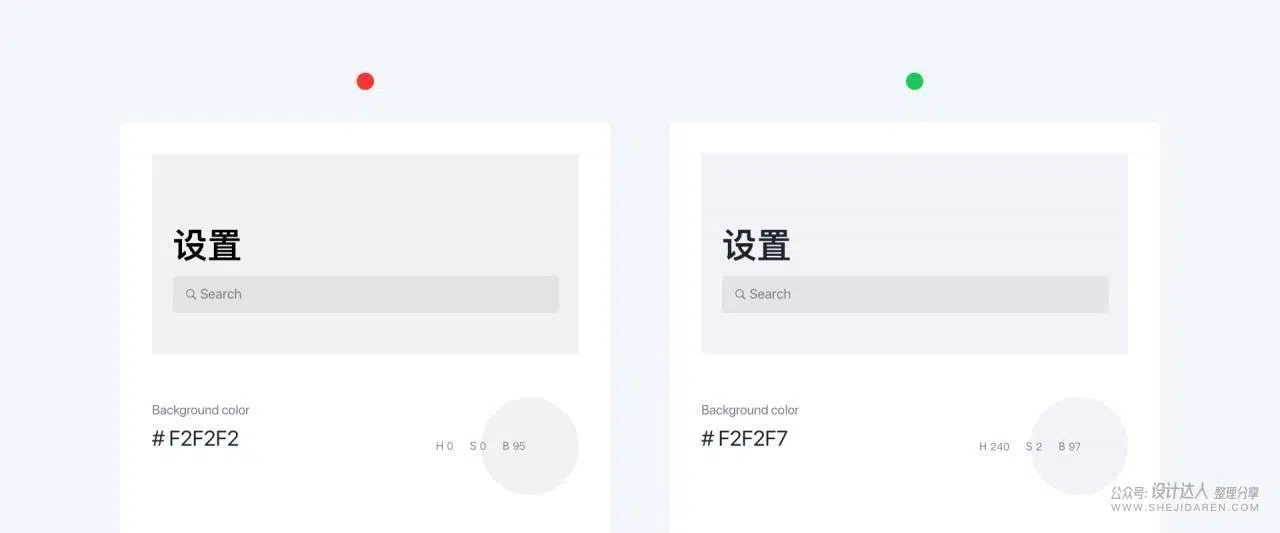 设置
Search
Background color
# F2F2F2
H 0 S 0 B 95
设置
Search
Background color
# F2F2F7
H 240 S 2 B 97
公众号: 设计达人 整理分享
WWW.SHEJIDAREN.COM